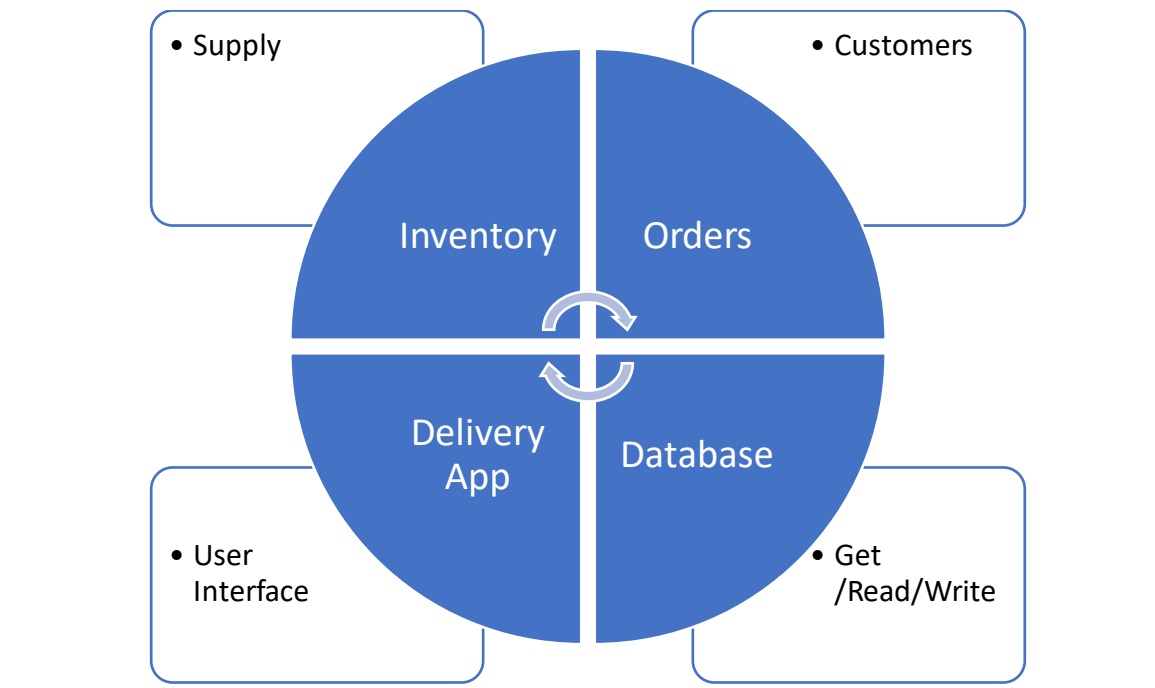 • Supply
• Customers
Inventory
Orders
Delivery
App
Database
• User
Interface
• Get
/Read/Write